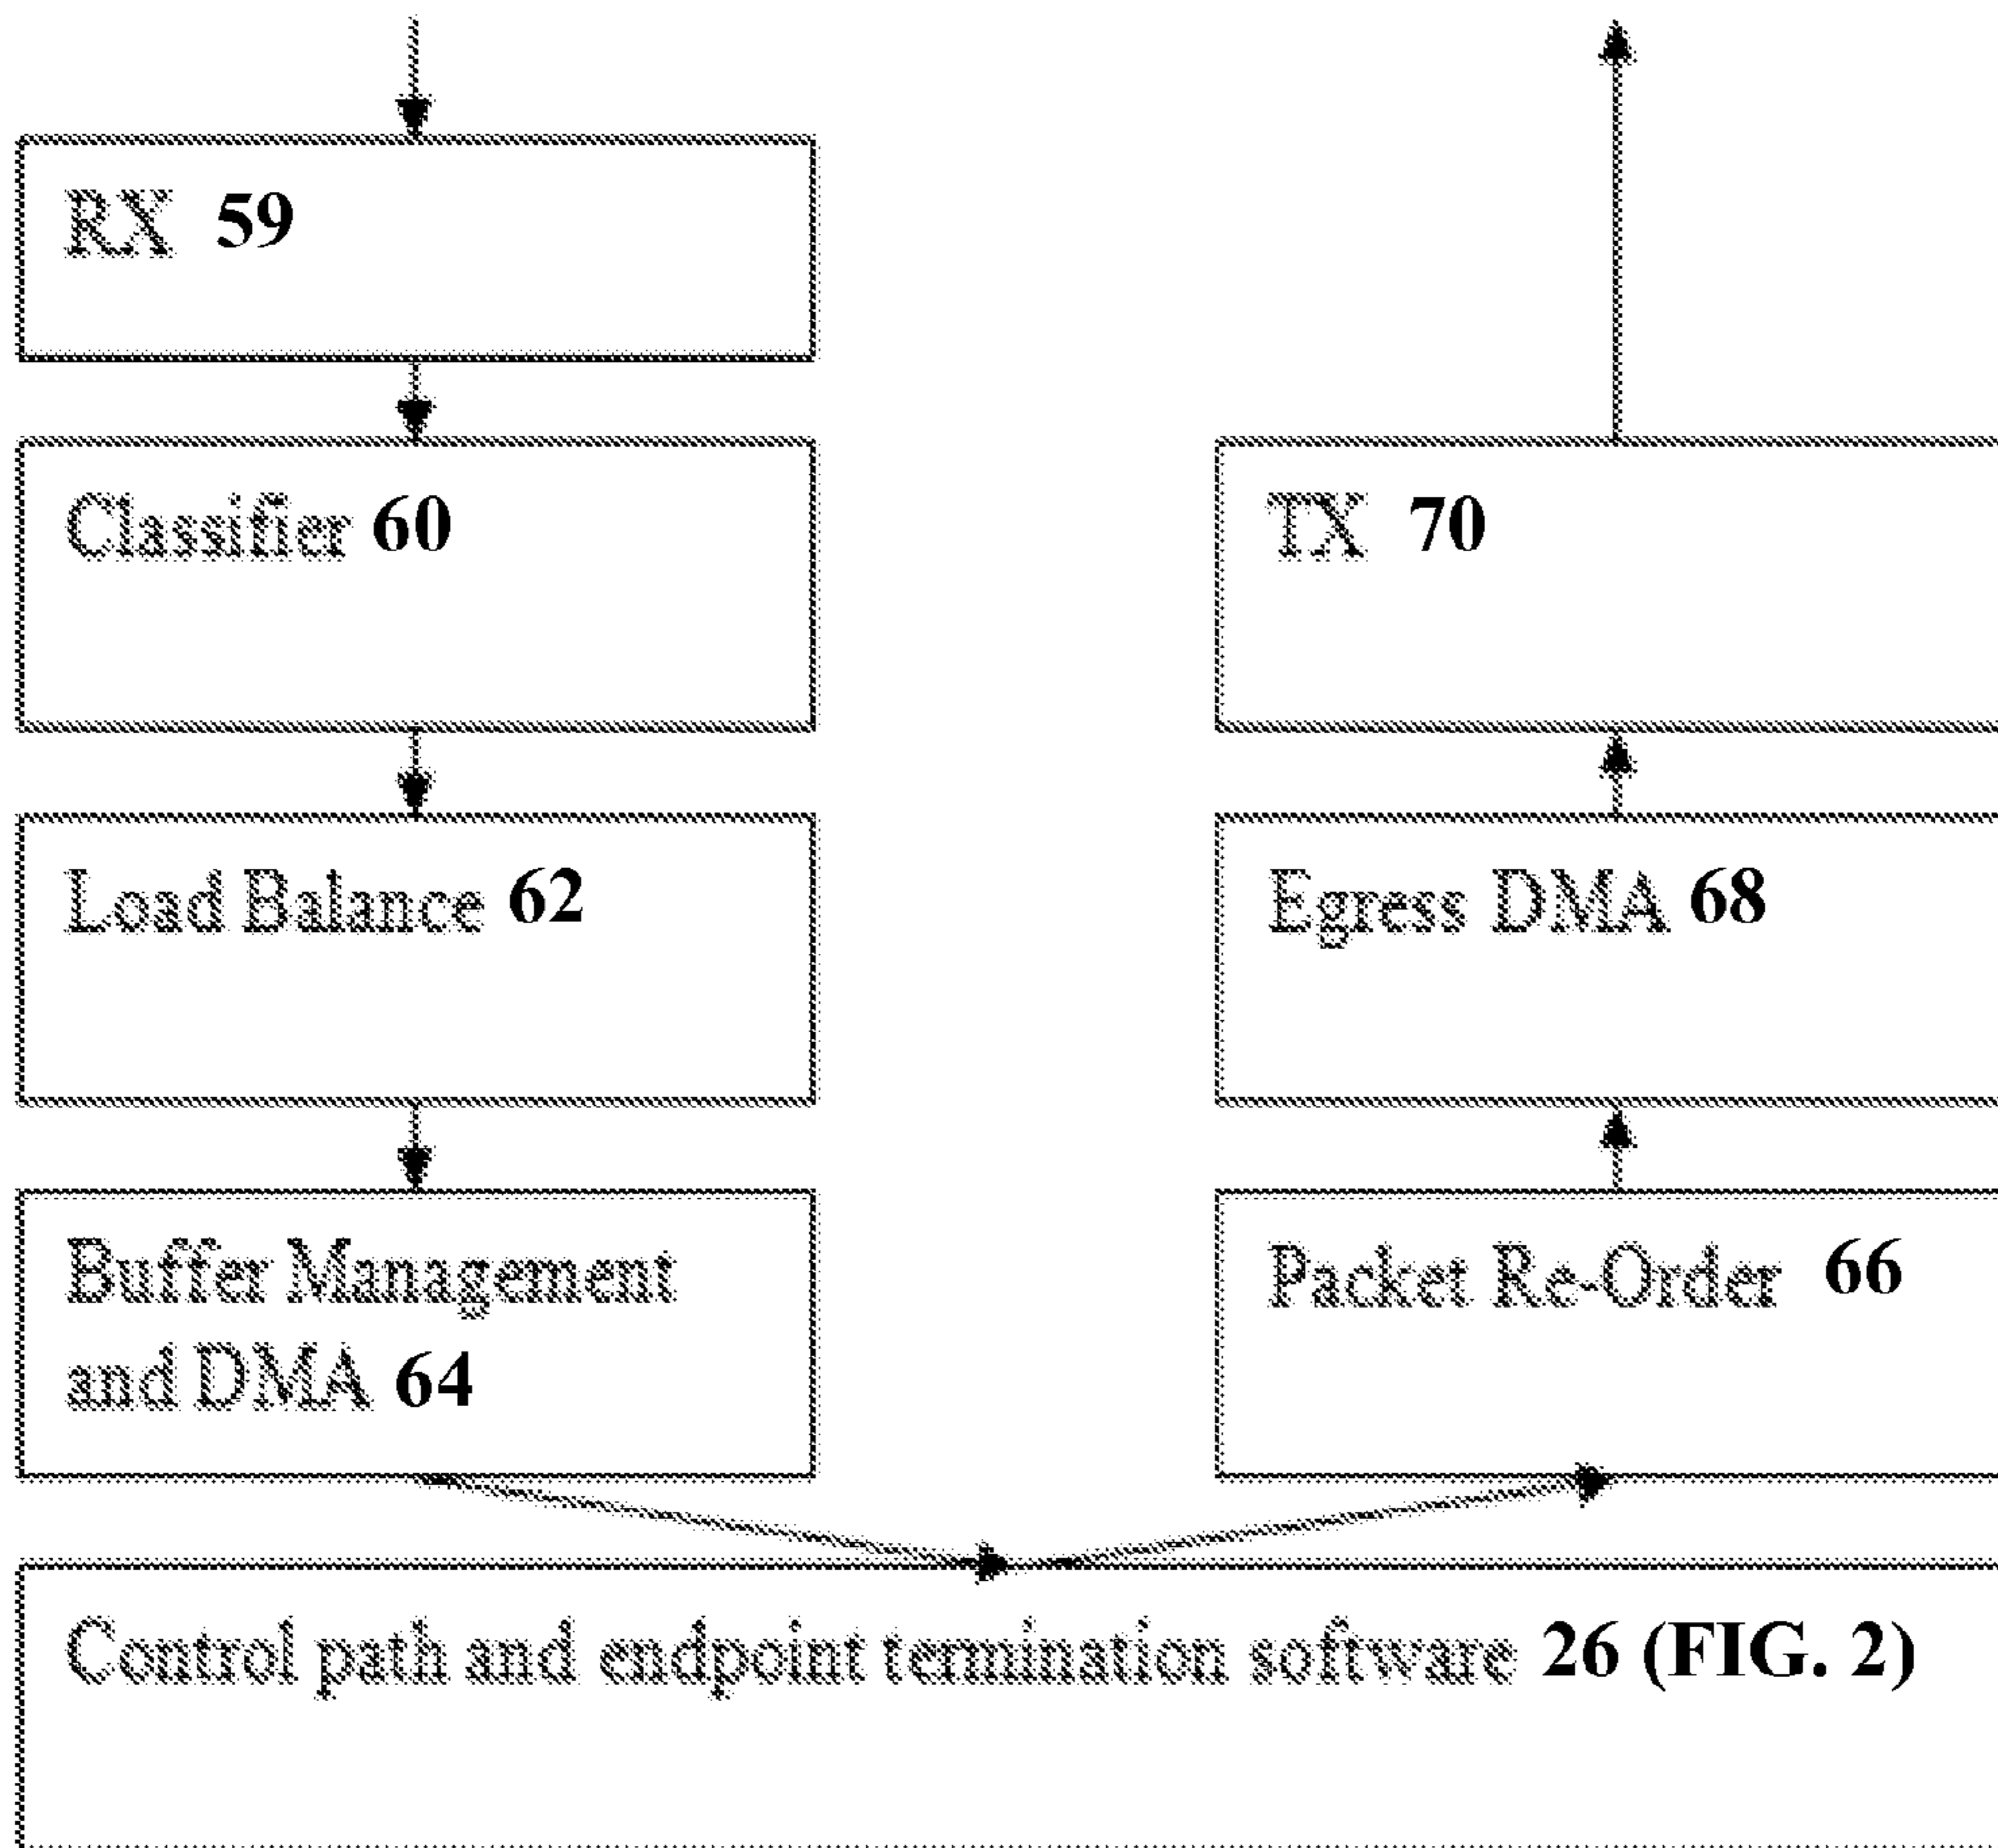 RX 59
Classifier 60
Load Balance 62
Buffer Management
and DMA 64
TX 70
Egress DMA 68
Packet Re-Order 66
Control path and endpoint termination software 26 (FIG. 2)